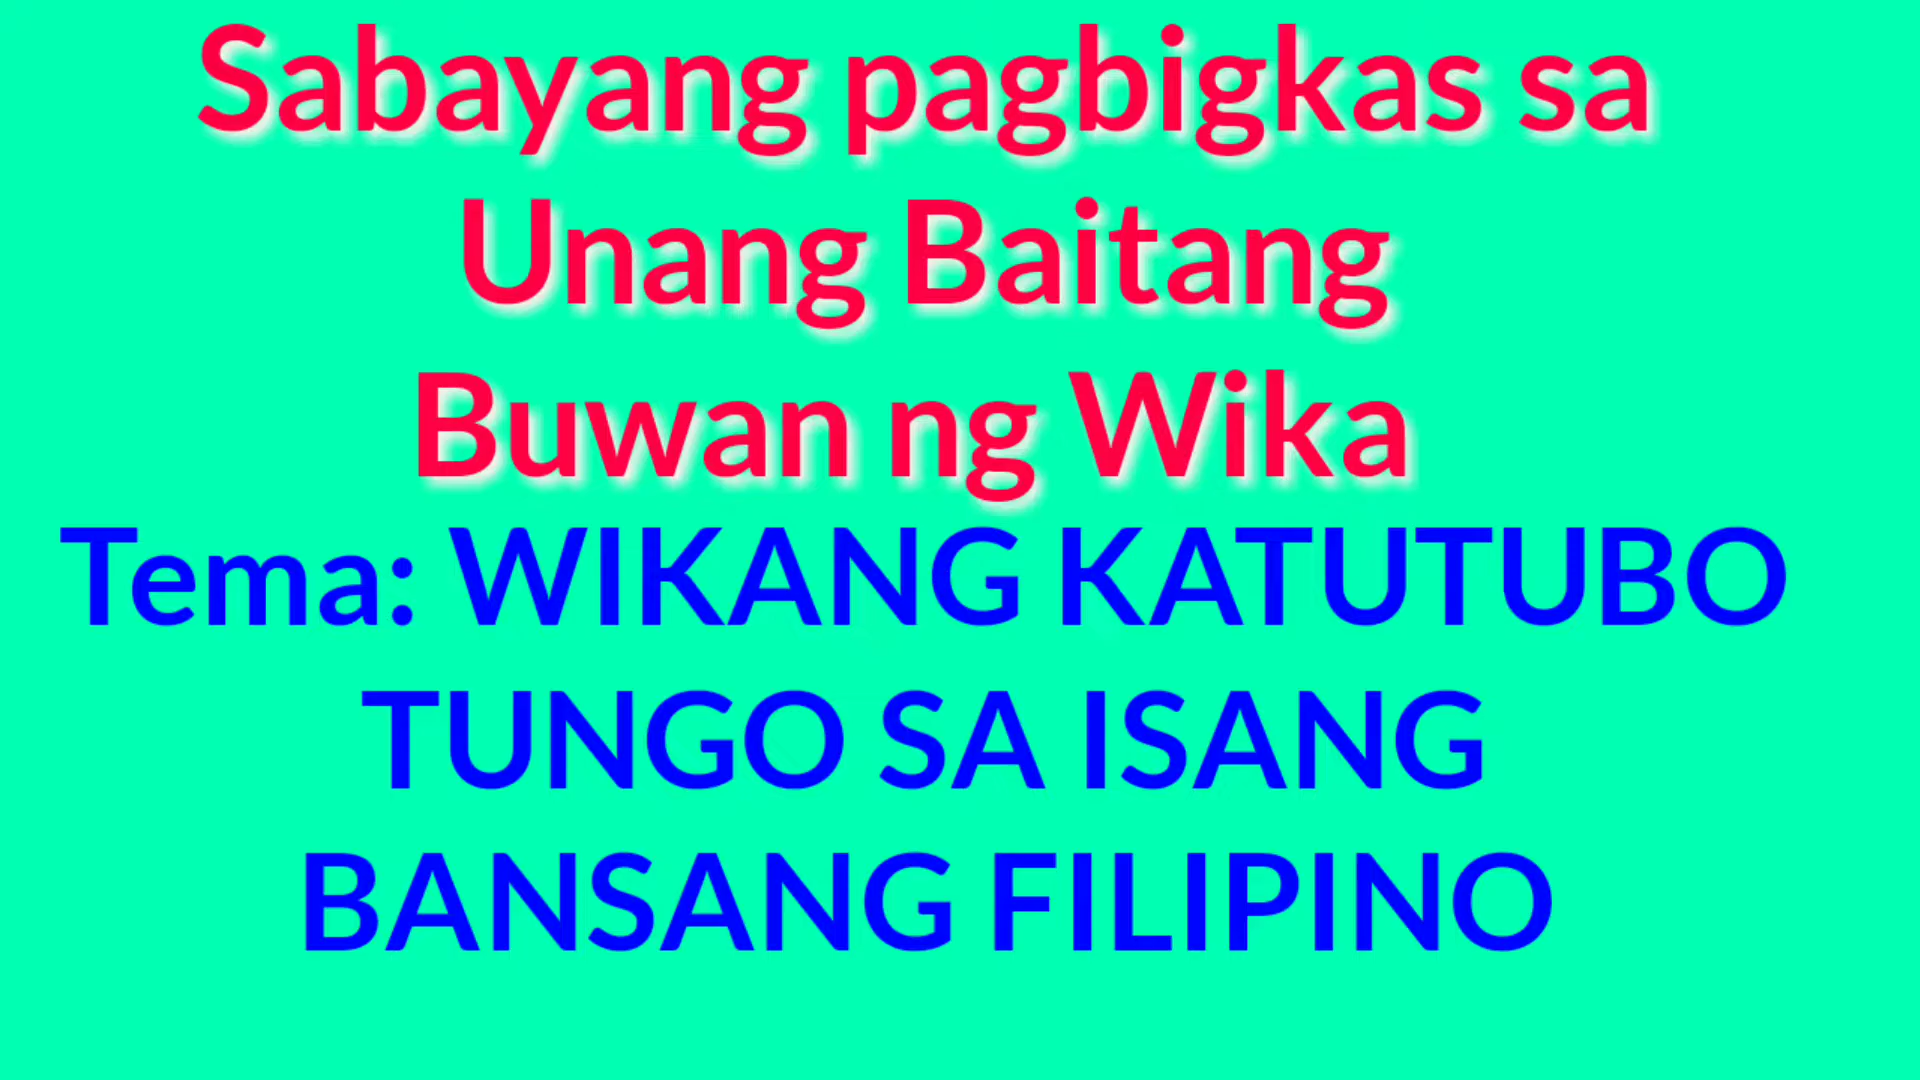 Sabayang pagbigkas sa
Unang Baitang
Buwan ng Wika
Tema: WIKANG KATUTUBO
TUNGO SA ISANG
BANSANG FILIPINO